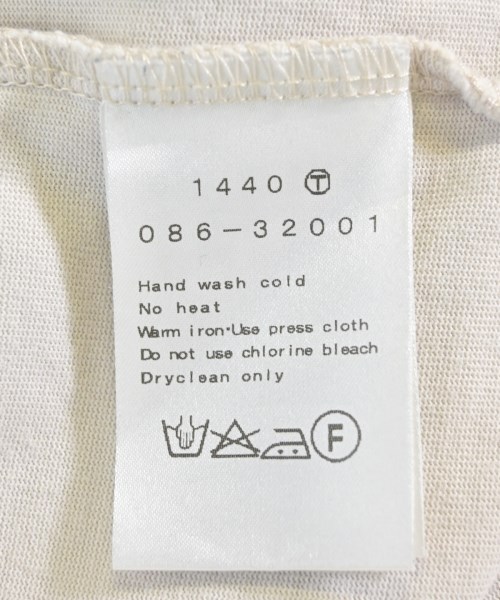 1440 Ⓣ
086-32001
Hand wash cold
No heat
Warm iron·Use press cloth
Do not use chlorine bleach
Dryclean only
F